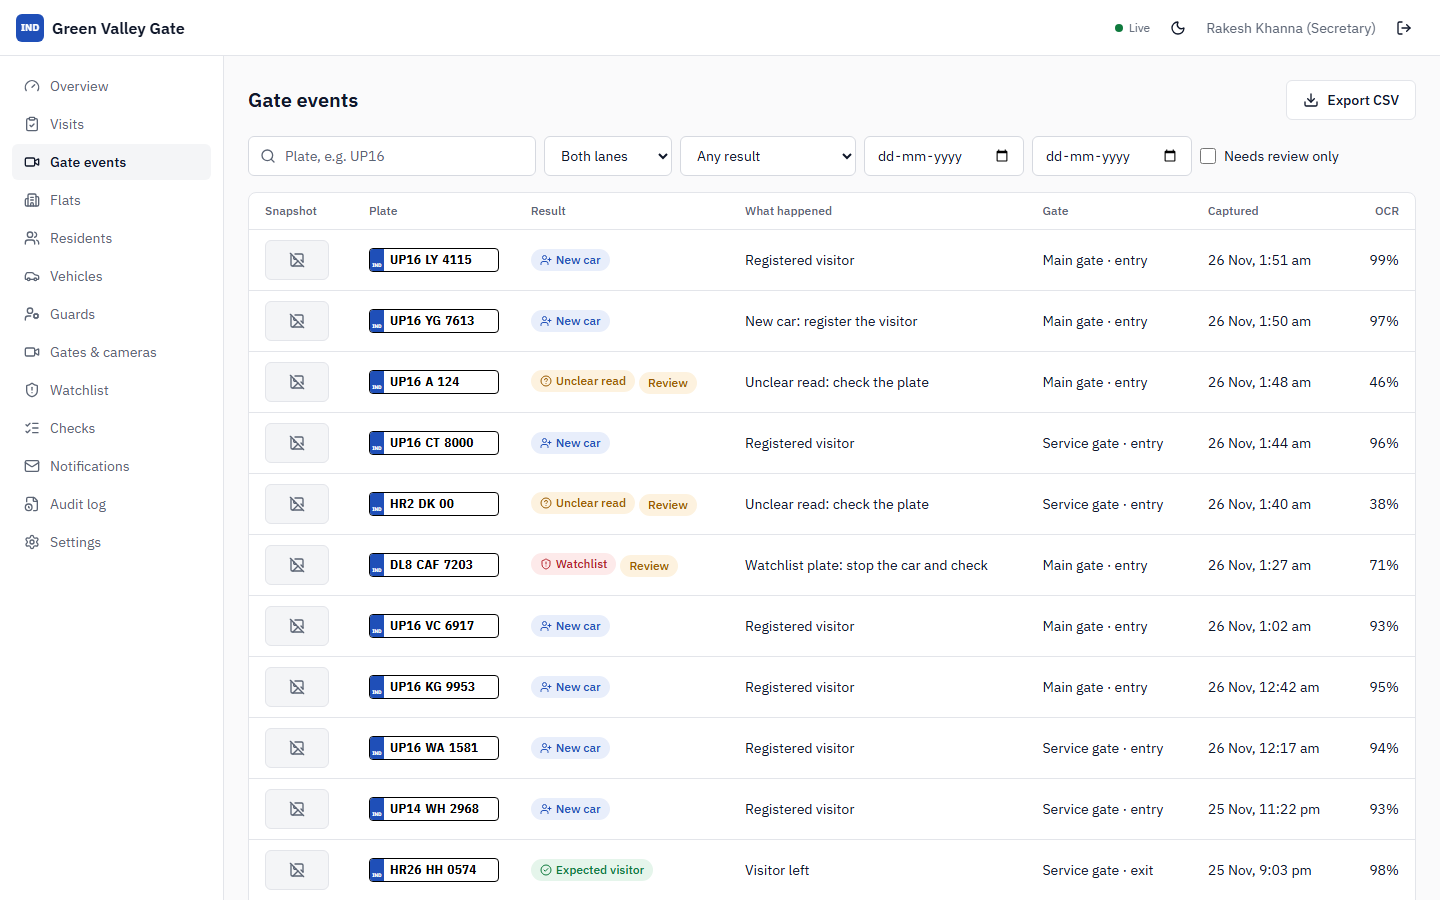 IND Green Valley Gate
Live
Rakesh Khanna (Secretary)
Overview
Visits
Gate events
Flats
Residents
Vehicles
Guards
Gates & cameras
Watchlist
Checks
Notifications
Audit log
Settings
Gate events
Export CSV
Plate, e.g. UP16 Both lanes Any result dd-mm-yyyy dd-mm-yyyy Needs review only
Snapshot Plate Result What happened Gate Captured OCR
IND UP16 LY 4115 New car Registered visitor Main gate · entry 26 Nov, 1:51 am 99%
IND UP16 YG 7613 New car New car: register the visitor Main gate · entry 26 Nov, 1:50 am 97%
IND UP16 A 124 Unclear read Review Unclear read: check the plate Main gate · entry 26 Nov, 1:48 am 46%
IND UP16 CT 8000 New car Registered visitor Service gate · entry 26 Nov, 1:44 am 96%
IND HR2 DK 00 Unclear read Review Unclear read: check the plate Service gate · entry 26 Nov, 1:40 am 38%
IND DL8 CAF 7203 Watchlist Review Watchlist plate: stop the car and check Main gate · entry 26 Nov, 1:27 am 71%
IND UP16 VC 6917 New car Registered visitor Main gate · entry 26 Nov, 1:02 am 93%
IND UP16 KG 9953 New car Registered visitor Main gate · entry 26 Nov, 12:42 am 95%
IND UP16 WA 1581 New car Registered visitor Service gate · entry 26 Nov, 12:17 am 94%
IND UP14 WH 2968 New car Registered visitor Service gate · entry 25 Nov, 11:22 pm 93%
IND HR26 HH 0574 Expected visitor Visitor left Service gate · exit 25 Nov, 9:03 pm 98%